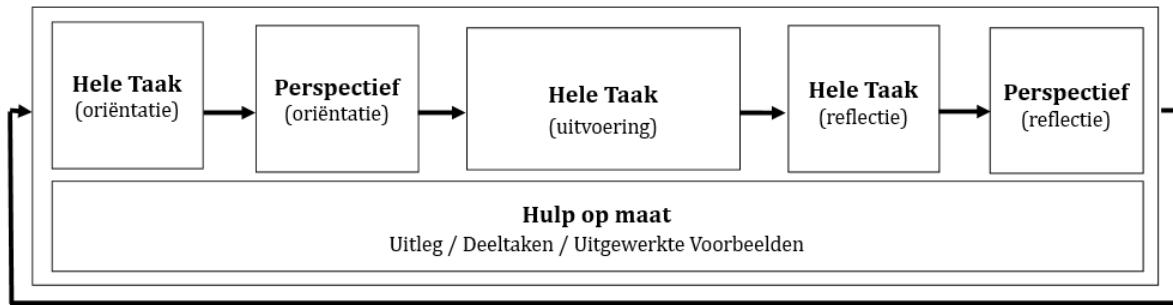 Hele Taak
(oriëntatie)
Perspectief
(oriëntatie)
Hele Taak
(uitvoering)
Hele Taak
(reflectie)
Perspectief
(reflectie)
Hulp op maat
Uitleg / Deeltaken / Uitgewerkte Voorbeelden